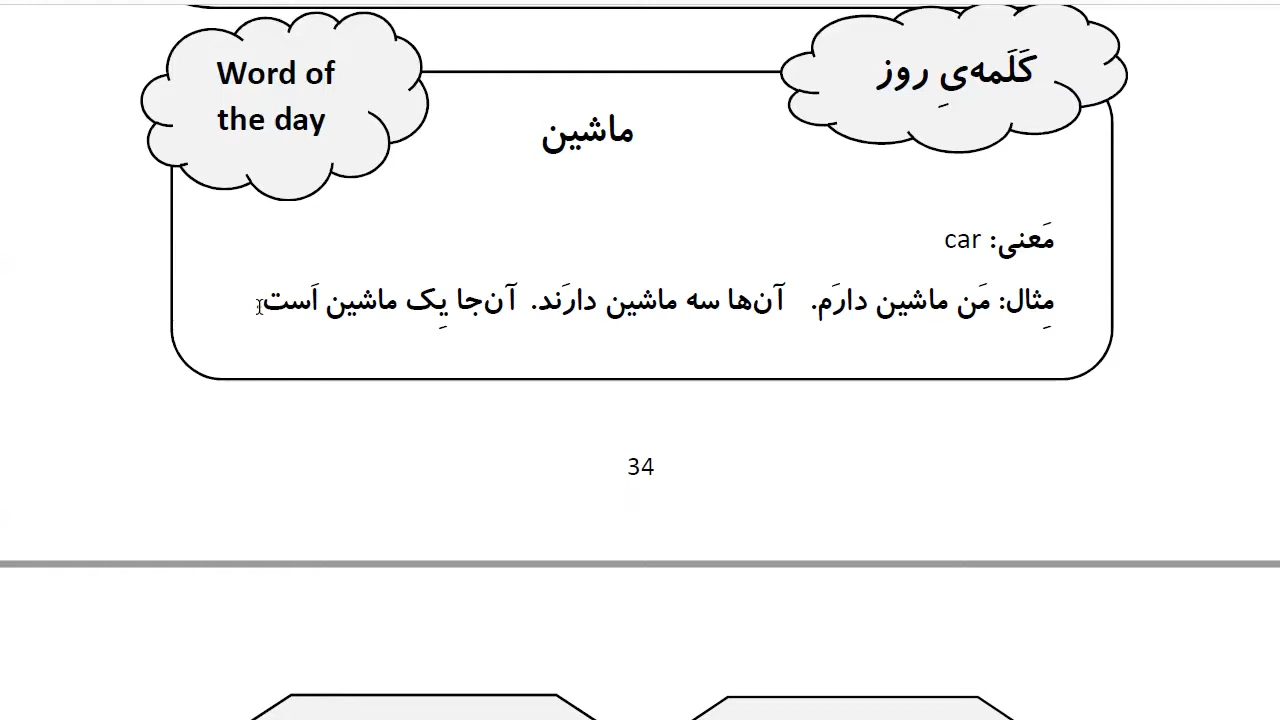 Word of
the day
کَلَمه‌یِ روز
ماشین
مَعنی: car
مِثال: مَن ماشین دارَم. آن‌ها سه ماشین دارَند. آن‌جا یِک ماشین اَست.
34